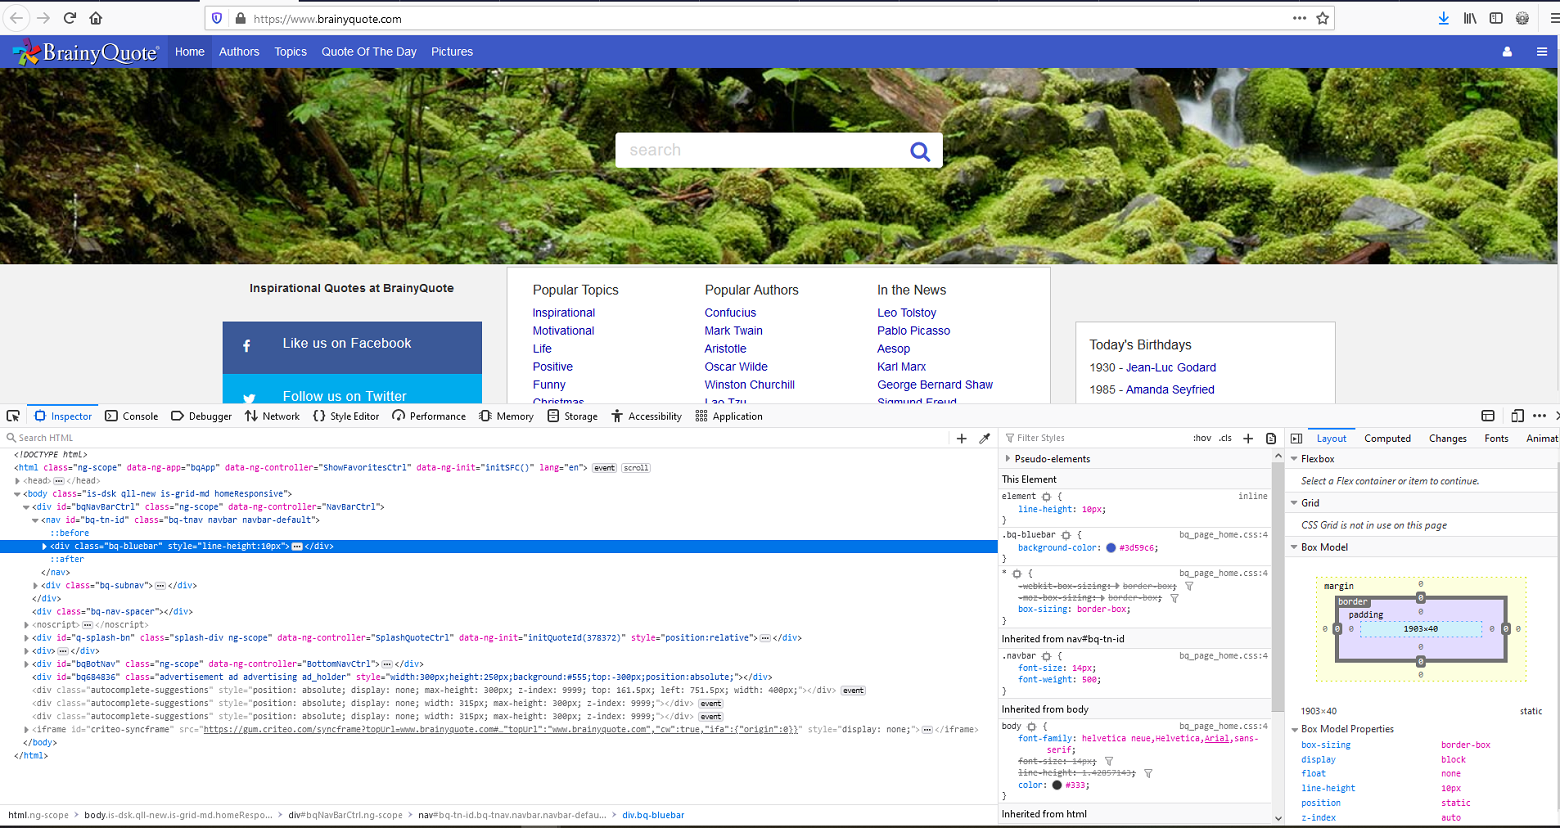 https://www.brainyquote.com
BrainyQuote Home Authors Topics Quote Of The Day Pictures
search
Inspirational Quotes at BrainyQuote
Like us on Facebook
Follow us on Twitter
Popular Topics
Inspirational
Motivational
Life
Positive
Funny
Christmas
Popular Authors
Confucius
Mark Twain
Aristotle
Oscar Wilde
Winston Churchill
Lao Tzu
In the News
Leo Tolstoy
Pablo Picasso
Aesop
Karl Marx
George Bernard Shaw
Sigmund Freud
Today's Birthdays
1930 - Jean-Luc Godard
1985 - Amanda Seyfried
Inspector Console Debugger Network Style Editor Performance Memory Storage Accessibility Application
Search HTML
<!DOCTYPE html>
<html class="ng-scope" data-ng-app="bqApp" data-ng-controller="ShowFavoritesCtrl" data-ng-init="initSFC()" lang="en"> event scroll
<head> ••• </head>
<body class="is-dsk qll-new is-grid-md homeResponsive">
<div id="bqNavBarCtrl" class="ng-scope" data-ng-controller="NavBarCtrl">
<nav id="bq-tn-id" class="bq-tnav navbar navbar-default">
::before
<div class="bq-bluebar" style="line-height:10px"> ••• </div>
::after
</nav>
<div class="bq-subnav"> ••• </div>
</div>
<div class="bq-nav-spacer"></div>
<noscript> ••• </noscript>
<div id="q-splash-bn" class="splash-div ng-scope" data-ng-controller="SplashQuoteCtrl" data-ng-init="initQuoteId(378372)" style="position:relative"> ••• </div>
<div> ••• </div>
<div id="bqBotNav" class="ng-scope" data-ng-controller="BottomNavCtrl"> ••• </div>
<div id="bq684836" class="advertisement ad advertising ad_holder" style="width:300px;height:250px;background:#555;top:-300px;position:absolute;"></div>
<div class="autocomplete-suggestions" style="position: absolute; display: none; max-height: 300px; z-index: 9999; top: 161.5px; left: 751.5px; width: 400px;"></div> event
<div class="autocomplete-suggestions" style="position: absolute; display: none; width: 315px; max-height: 300px; z-index: 9999;"></div> event
<div class="autocomplete-suggestions" style="position: absolute; display: none; width: 315px; max-height: 300px; z-index: 9999;"></div> event
<iframe id="criteo-syncframe" src="https://gum.criteo.com/syncframe?topUrl=www.brainyquote.com#…"topUrl":"www.brainyquote.com","cw":true,"ifa":{"origin":0}}" style="display: none;"> ••• </iframe>
</body>
</html>
html.ng-scope > body.is-dsk.qll-new.is-grid-md.homeRespo… > div#bqNavBarCtrl.ng-scope > nav#bq-tn-id.bq-tnav.navbar.navbar-defau… > div.bq-bluebar
Filter Styles :hov .cls +
Pseudo-elements
This Element
element { inline
line-height: 10px;
}
.bq-bluebar { bq_page_home.css:4
background-color: #3d59c6;
}
* { bq_page_home.css:4
-webkit-box-sizing: border-box;
-moz-box-sizing: border-box;
box-sizing: border-box;
}
Inherited from nav#bq-tn-id
.navbar { bq_page_home.css:4
font-size: 14px;
font-weight: 500;
}
Inherited from body
body { bq_page_home.css:4
font-family: helvetica neue,Helvetica,Arial,sans-
serif;
font-size: 14px;
line-height: 1.42857143;
color: #333;
}
Inherited from html
Layout Computed Changes Fonts Animat
Flexbox
Select a Flex container or item to continue.
Grid
CSS Grid is not in use on this page
Box Model
margin 0
border 0
padding 0
0 0 0 1903×40 0 0 0
0
0
0
1903×40 static
Box Model Properties
box-sizing border-box
display block
float none
line-height 10px
position static
z-index auto